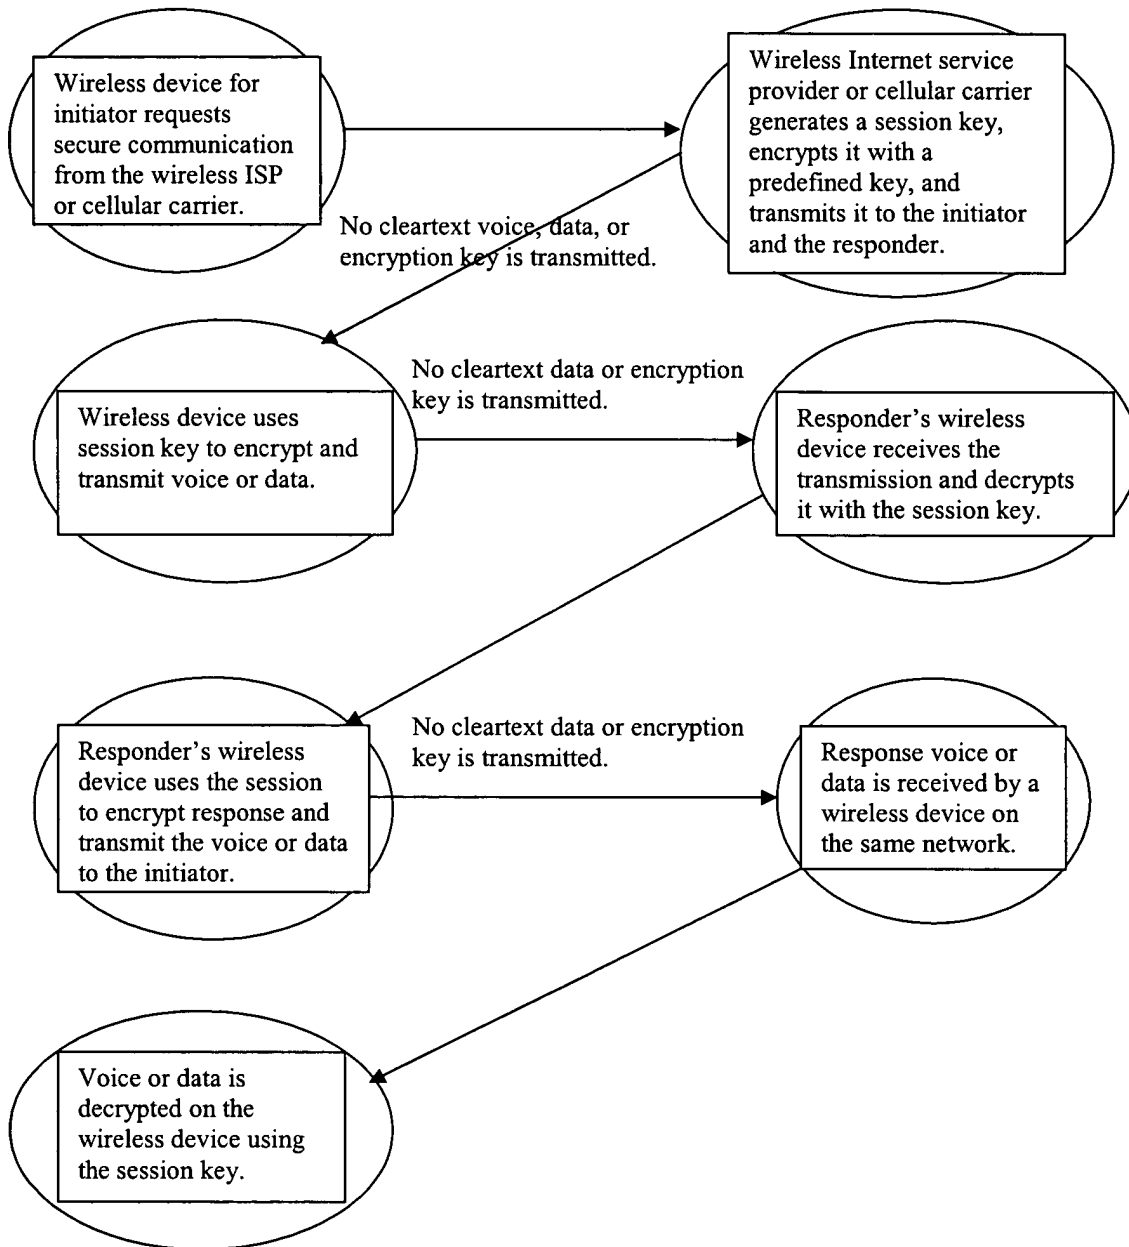 Wireless device for
initiator requests
secure communication
from the wireless ISP
or cellular carrier.
Wireless Internet service
provider or cellular carrier
generates a session key,
encrypts it with a
predefined key, and
transmits it to the initiator
and the responder.
No cleartext voice, data, or
encryption key is transmitted.
Wireless device uses
session key to encrypt and
transmit voice or data.
No cleartext data or encryption
key is transmitted.
Responder's wireless
device receives the
transmission and decrypts
it with the session key.
Responder's wireless
device uses the session
to encrypt response and
transmit the voice or data
to the initiator.
No cleartext data or encryption
key is transmitted.
Response voice or
data is received by a
wireless device on
the same network.
Voice or data is
decrypted on the
wireless device using
the session key.